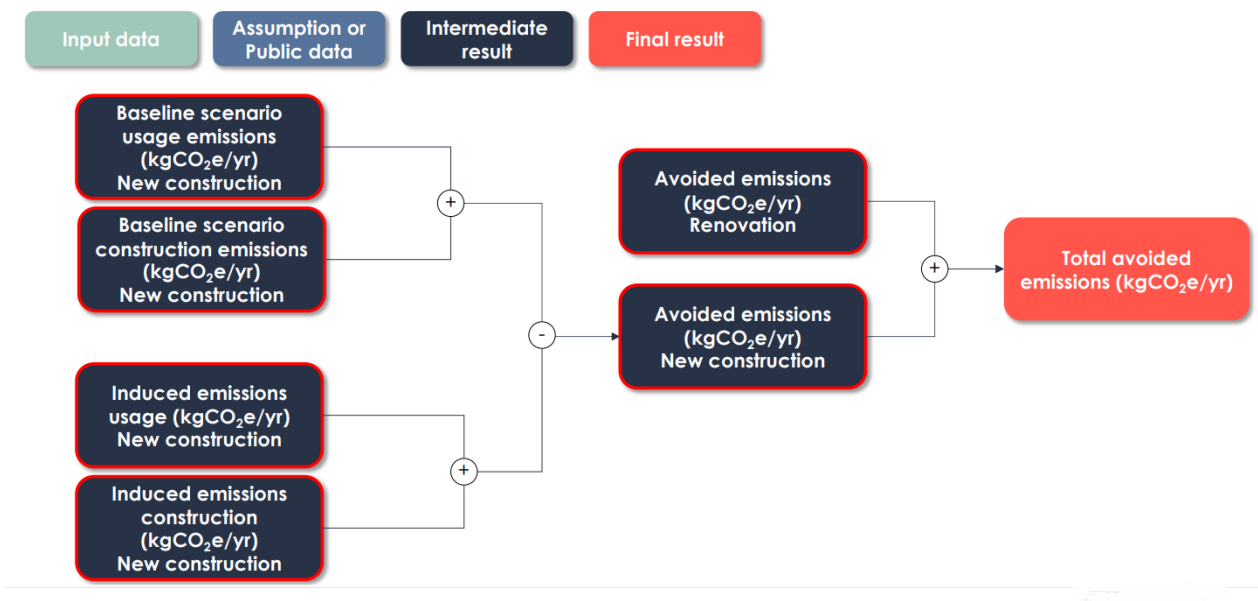 Input data
Assumption or
Public data
Intermediate
result
Final result
Baseline scenario
usage emissions
(kgCO₂e/yr)
New construction
Baseline scenario
construction emissions
(kgCO₂e/yr)
New construction
+
Induced emissions
usage (kgCO₂e/yr)
New construction
Induced emissions
construction
(kgCO₂e/yr)
New construction
+
-
Avoided emissions
(kgCO₂e/yr)
Renovation
Avoided emissions
(kgCO₂e/yr)
New construction
+
Total avoided
emissions (kgCO₂e/yr)